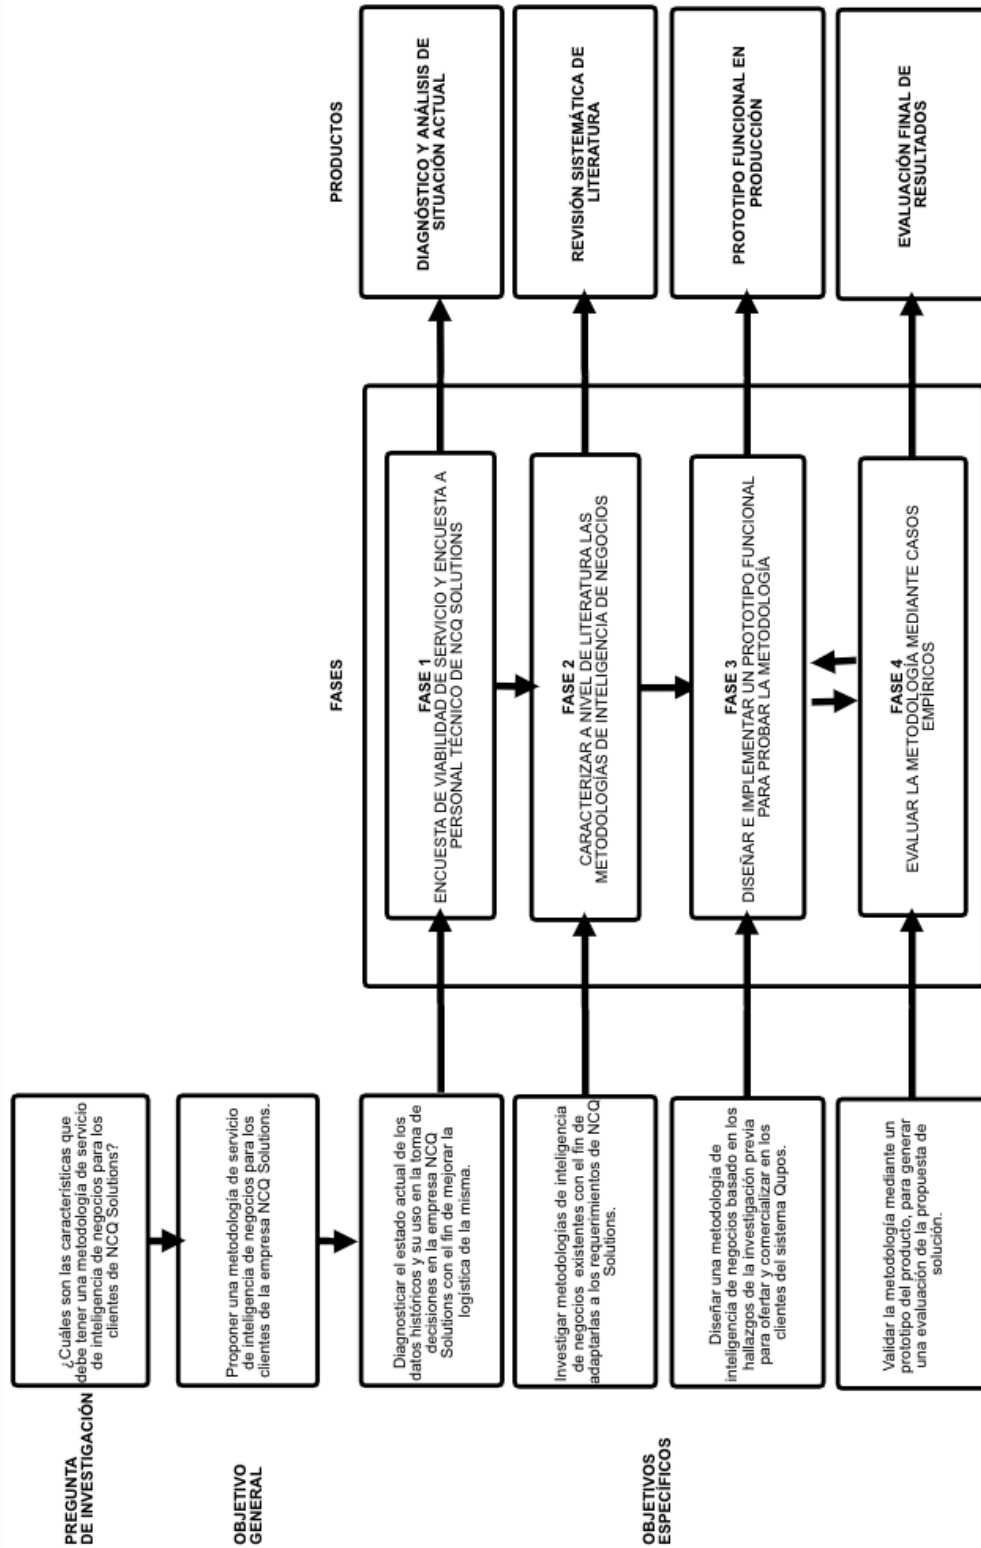 PREGUNTA
DE INVESTIGACIÓN
¿Cuáles son las características que
debe tener una metodología de servicio
de inteligencia de negocios para los
clientes de NCQ Solutions?
OBJETIVO
GENERAL
Proponer una metodología de servicio
de inteligencia de negocios para los
clientes de la empresa NCQ Solutions.
FASES
PRODUCTOS
OBJETIVOS
ESPECÍFICOS
Diagnosticar el estado actual de los
datos históricos y su uso en la toma de
decisiones en la empresa NCQ
Solutions con el fin de mejorar la
logística de la misma.
FASE 1
ENCUESTA DE VIABILIDAD DE SERVICIO Y ENCUESTA A
PERSONAL TÉCNICO DE NCQ SOLUTIONS
DIAGNÓSTICO Y ANÁLISIS DE
SITUACIÓN ACTUAL
Investigar metodologías de inteligencia
de negocios existentes con el fin de
adaptarlas a los requerimientos de NCQ
Solutions.
FASE 2
CARACTERIZAR A NIVEL DE LITERATURA LAS
METODOLOGÍAS DE INTELIGENCIA DE NEGOCIOS
REVISIÓN SISTEMÁTICA DE
LITERATURA
Diseñar una metodología de
inteligencia de negocios basado en los
hallazgos de la investigación previa
para ofertar y comercializar en los
clientes del sistema Qupos.
FASE 3
DISEÑAR E IMPLEMENTAR UN PROTOTIPO FUNCIONAL
PARA PROBAR LA METODOLOGÍA
PROTOTIPO FUNCIONAL EN
PRODUCCIÓN
Validar la metodología mediante un
prototipo del producto, para generar
una evaluación de la propuesta de
solución.
FASE 4
EVALUAR LA METODOLOGÍA MEDIANTE CASOS
EMPÍRICOS
EVALUACIÓN FINAL DE
RESULTADOS